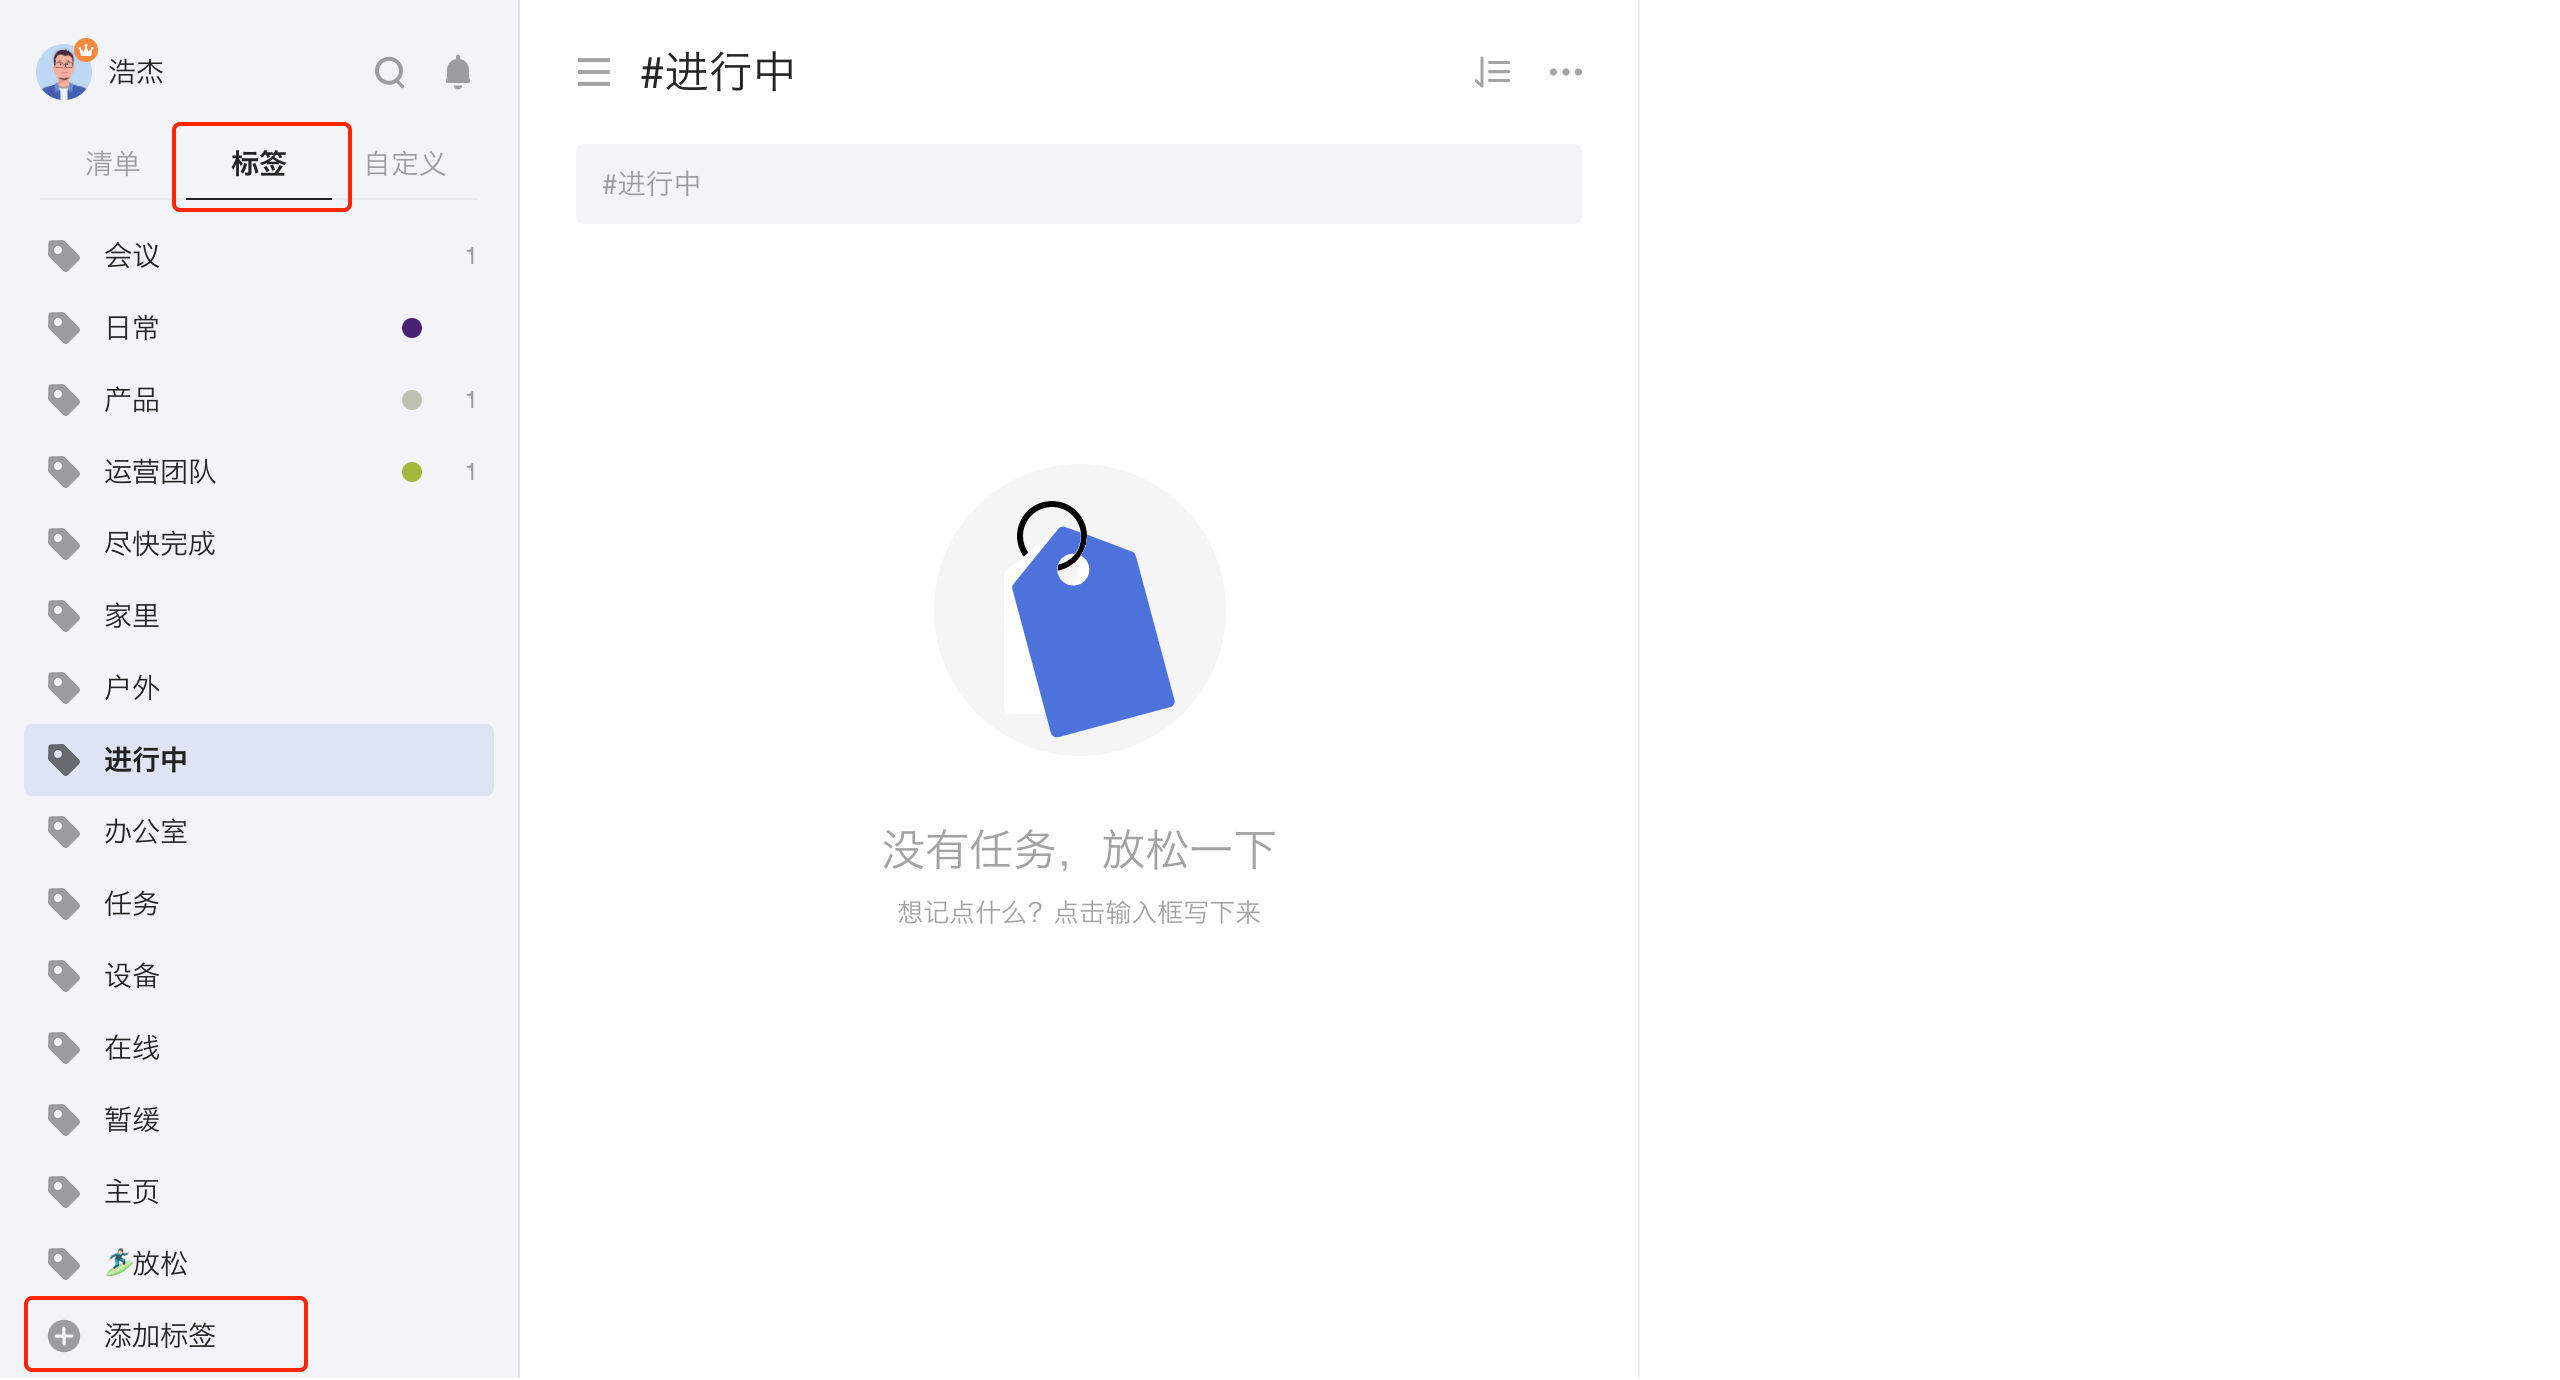 浩杰
清单 标签 自定义
会议 1
日常
产品 1
运营团队 1
尽快完成
家里
户外
进行中
办公室
任务
设备
在线
暂缓
主页
🏄放松
添加标签
#进行中
#进行中
没有任务，放松一下
想记点什么？点击输入框写下来